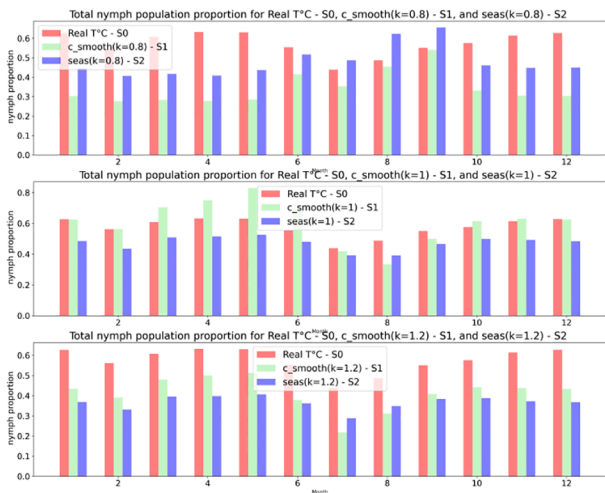 Total nymph population proportion for Real T°C - S0, c_smooth(k=0.8) - S1, and seas(k=0.8) - S2
nymph proportion
0.6
0.5
0.4
0.3
0.2
0.1
0.0
Real T°C - S0
c_smooth(k=0.8) - S1
seas(k=0.8) - S2
2
4
6
8
10
12
Month
Total nymph population proportion for Real T°C - S0, c_smooth(k=1) - S1, and seas(k=1) - S2
nymph proportion
0.8
0.6
0.4
0.2
0.0
Real T°C - S0
c_smooth(k=1) - S1
seas(k=1) - S2
2
4
6
8
10
12
Month
Total nymph population proportion for Real T°C - S0, c_smooth(k=1.2) - S1, and seas(k=1.2) - S2
nymph proportion
0.6
0.5
0.4
0.3
0.2
0.1
0.0
Real T°C - S0
c_smooth(k=1.2) - S1
seas(k=1.2) - S2
2
4
6
8
10
12
Month